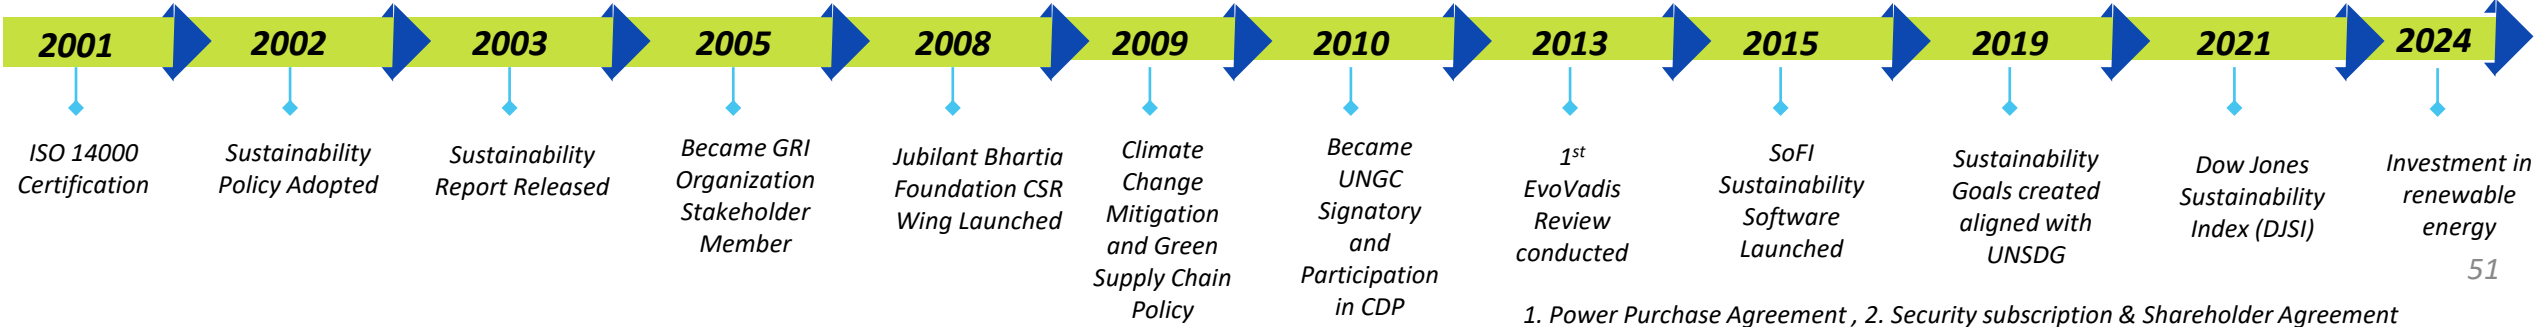 2001
2002
2003
2005
2008
2009
2010
2013
2015
2019
2021
2024
ISO 14000
Certification
Sustainability
Policy Adopted
Sustainability
Report Released
Became GRI
Organization
Stakeholder
Member
Jubilant Bhartia
Foundation CSR
Wing Launched
Climate
Change
Mitigation
and Green
Supply Chain
Policy
Became
UNGC
Signatory
and
Participation
in CDP
1st
EvoVadis
Review
conducted
SoFI
Sustainability
Software
Launched
Sustainability
Goals created
aligned with
UNSDG
Dow Jones
Sustainability
Index (DJSI)
Investment in
renewable
energy
51
1. Power Purchase Agreement , 2. Security subscription & Shareholder Agreement